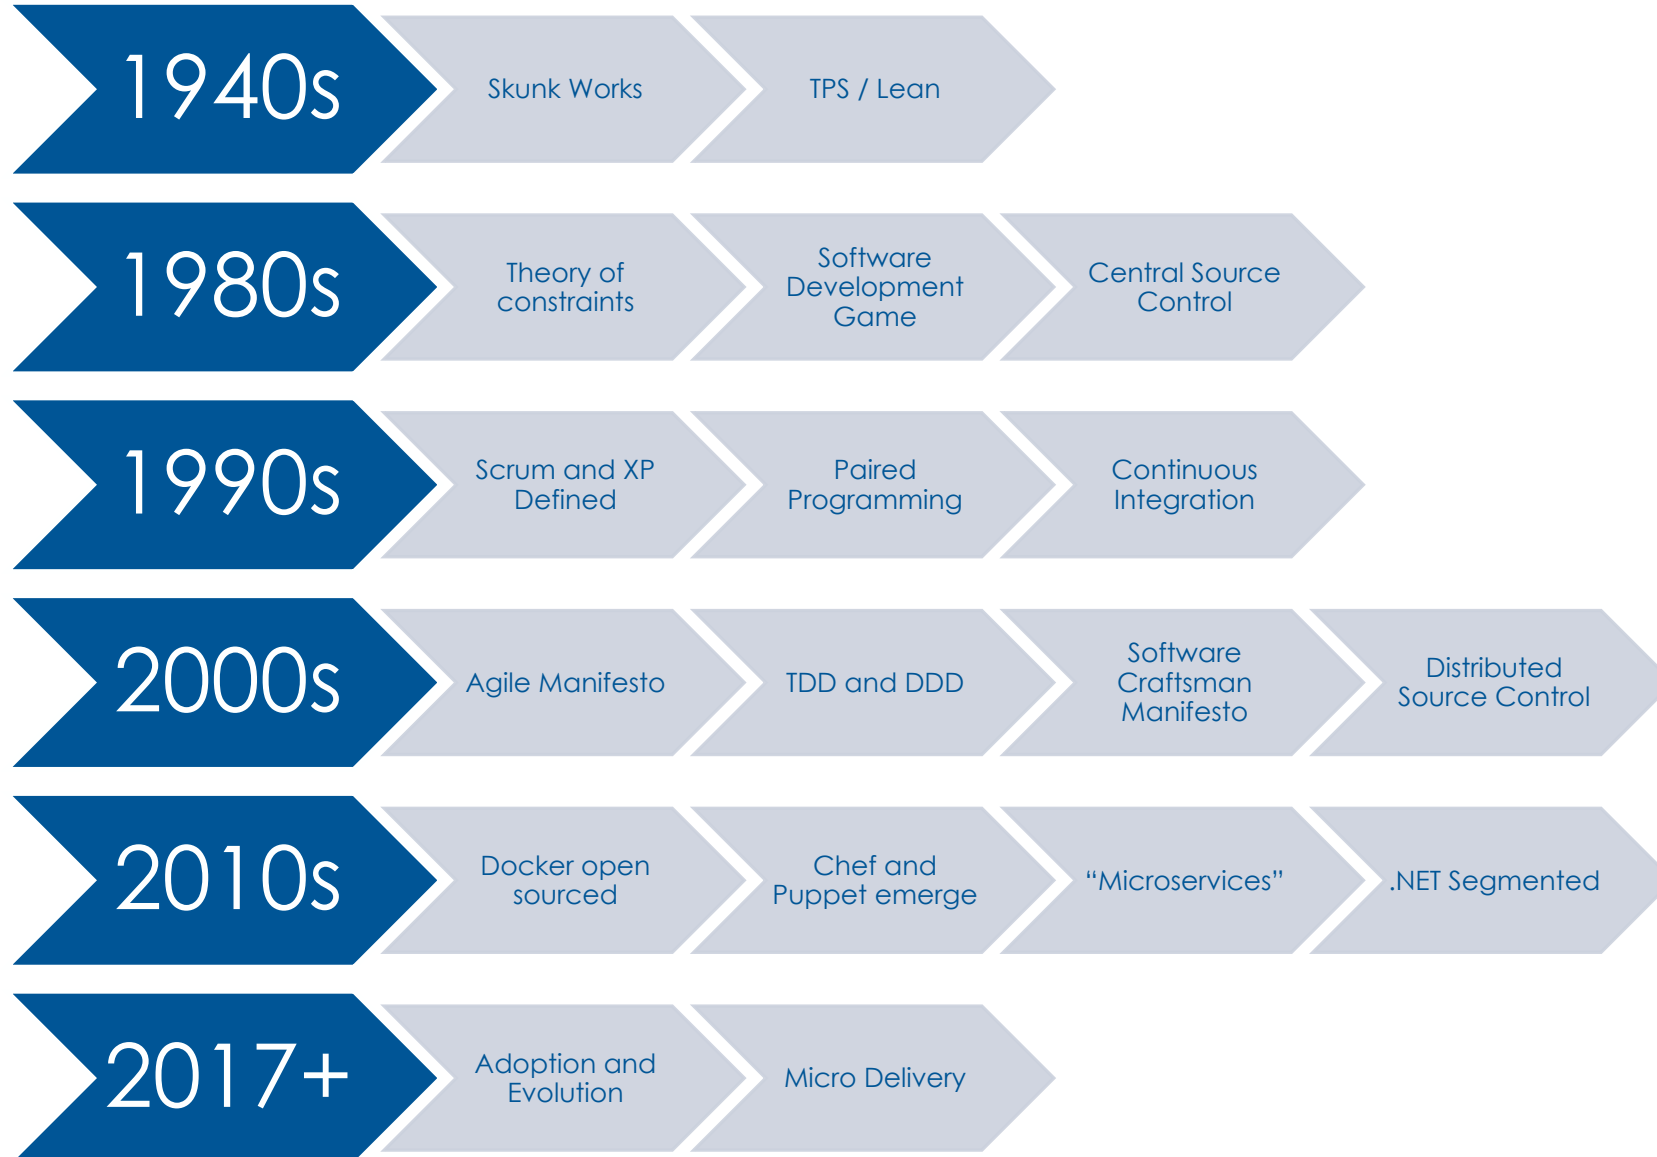 1940s
Skunk Works
TPS / Lean
1980s
Theory of
constraints
Software
Development
Game
Central Source
Control
1990s
Scrum and XP
Defined
Paired
Programming
Continuous
Integration
2000s
Agile Manifesto
TDD and DDD
Software
Craftsman
Manifesto
Distributed
Source Control
2010s
Docker open
sourced
Chef and
Puppet emerge
“Microservices”
.NET Segmented
2017+
Adoption and
Evolution
Micro Delivery